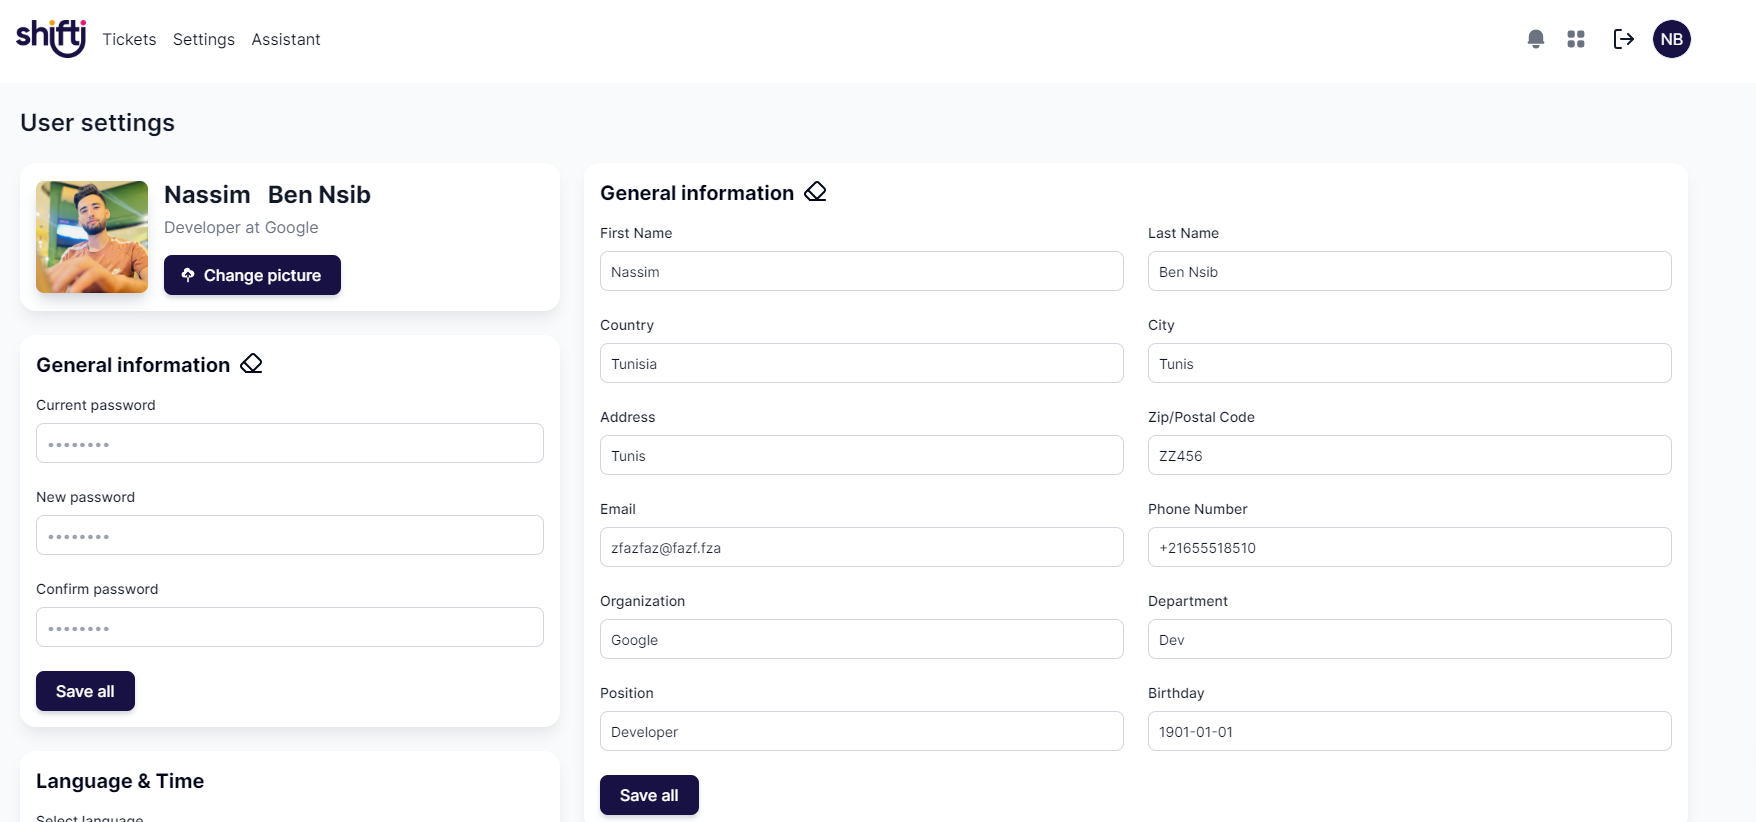 shifti
Tickets Settings Assistant
NB
User settings
Nassim Ben Nsib
Developer at Google
Change picture
General information
Current password
••••••••
New password
••••••••
Confirm password
••••••••
Save all
Language & Time
Select language
General information
First Name
Nassim
Last Name
Ben Nsib
Country
Tunisia
City
Tunis
Address
Tunis
Zip/Postal Code
ZZ456
Email
zfazfaz@fazf.fza
Phone Number
+21655518510
Organization
Google
Department
Dev
Position
Developer
Birthday
1901-01-01
Save all